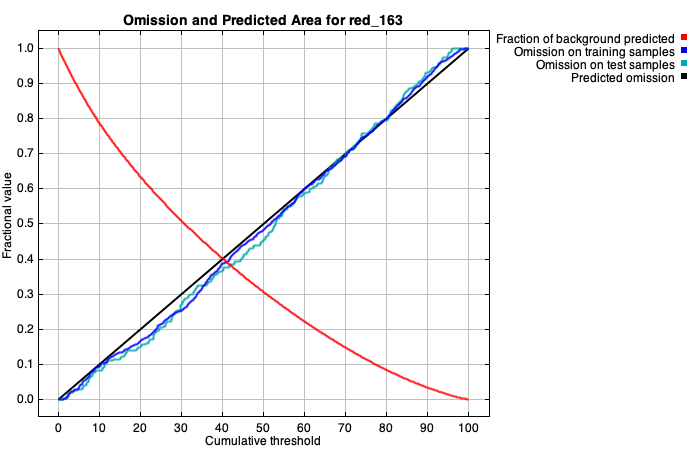 Omission and Predicted Area for red_163
Fraction of background predicted
Omission on training samples
Omission on test samples
Predicted omission
Fractional value
1.0
0.9
0.8
0.7
0.6
0.5
0.4
0.3
0.2
0.1
0.0
0 10 20 30 40 50 60 70 80 90 100
Cumulative threshold